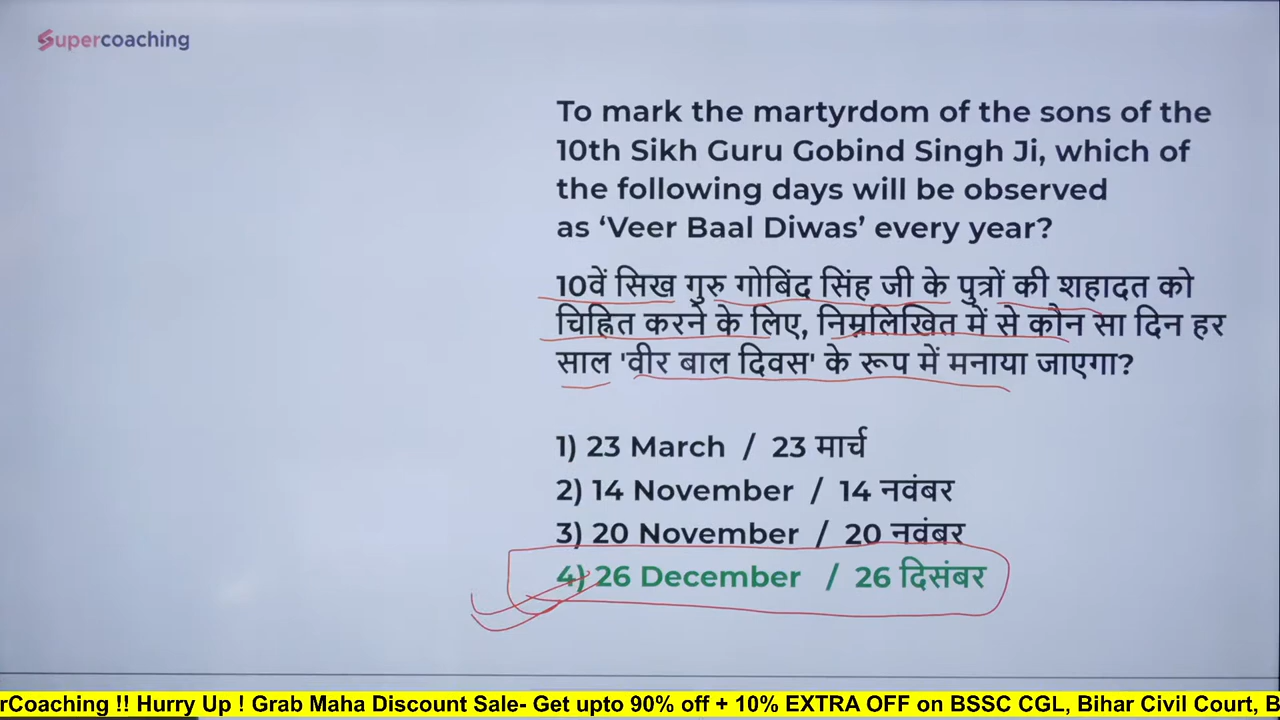 Supercoaching
To mark the martyrdom of the sons of the
10th Sikh Guru Gobind Singh Ji, which of
the following days will be observed
as ‘Veer Baal Diwas’ every year?
10वें सिख गुरु गोबिंद सिंह जी के पुत्रों की शहादत को
चिह्नित करने के लिए, निम्नलिखित में से कौन सा दिन हर
साल 'वीर बाल दिवस' के रूप में मनाया जाएगा?
1) 23 March / 23 मार्च
2) 14 November / 14 नवंबर
3) 20 November / 20 नवंबर
4) 26 December / 26 दिसंबर
rCoaching !! Hurry Up ! Grab Maha Discount Sale- Get upto 90% off + 10% EXTRA OFF on BSSC CGL, Bihar Civil Court, B